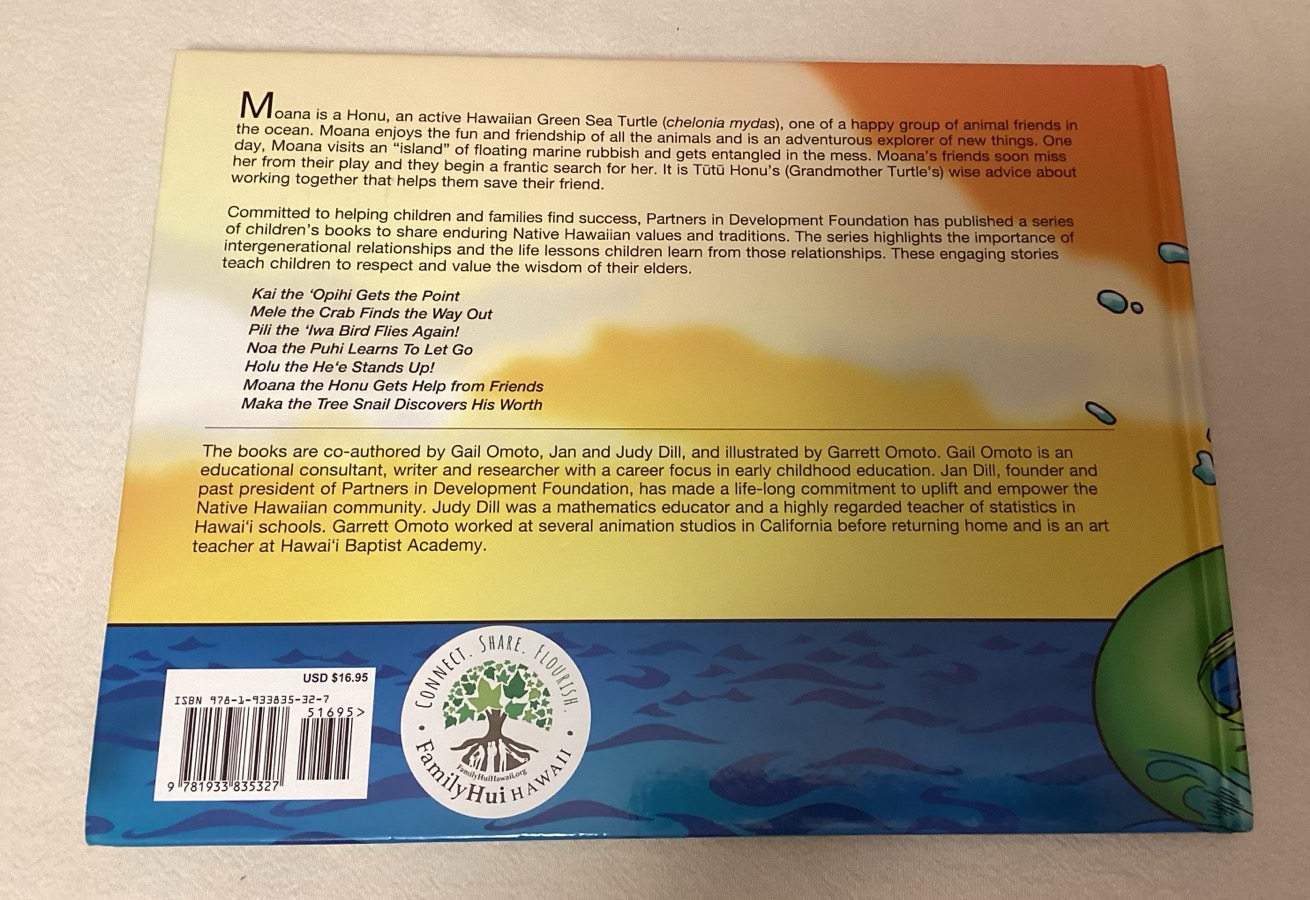 Moana is a Honu, an active Hawaiian Green Sea Turtle (chelonia mydas), one of a happy group of animal friends in
the ocean. Moana enjoys the fun and friendship of all the animals and is an adventurous explorer of new things. One
day, Moana visits an “island” of floating marine rubbish and gets entangled in the mess. Moana’s friends soon miss
her from their play and they begin a frantic search for her. It is Tūtū Honu’s (Grandmother Turtle’s) wise advice about
working together that helps them save their friend.
Committed to helping children and families find success, Partners in Development Foundation has published a series
of children’s books to share enduring Native Hawaiian values and traditions. The series highlights the importance of
intergenerational relationships and the life lessons children learn from those relationships. These engaging stories
teach children to respect and value the wisdom of their elders.
Kai the ‘Opihi Gets the Point
Mele the Crab Finds the Way Out
Pili the ‘Iwa Bird Flies Again!
Noa the Puhi Learns To Let Go
Holu the He‘e Stands Up!
Moana the Honu Gets Help from Friends
Maka the Tree Snail Discovers His Worth
The books are co-authored by Gail Omoto, Jan and Judy Dill, and illustrated by Garrett Omoto. Gail Omoto is an
educational consultant, writer and researcher with a career focus in early childhood education. Jan Dill, founder and
past president of Partners in Development Foundation, has made a life-long commitment to uplift and empower the
Native Hawaiian community. Judy Dill was a mathematics educator and a highly regarded teacher of statistics in
Hawai‘i schools. Garrett Omoto worked at several animation studios in California before returning home and is an art
teacher at Hawai‘i Baptist Academy.
USD $16.95
ISBN 978-1-933835-32-7
51695>
9 781933 835327
CONNECT. SHARE. FLOURISH.
FamilyHuiHawaii.org
• FamilyHui HAWAII •